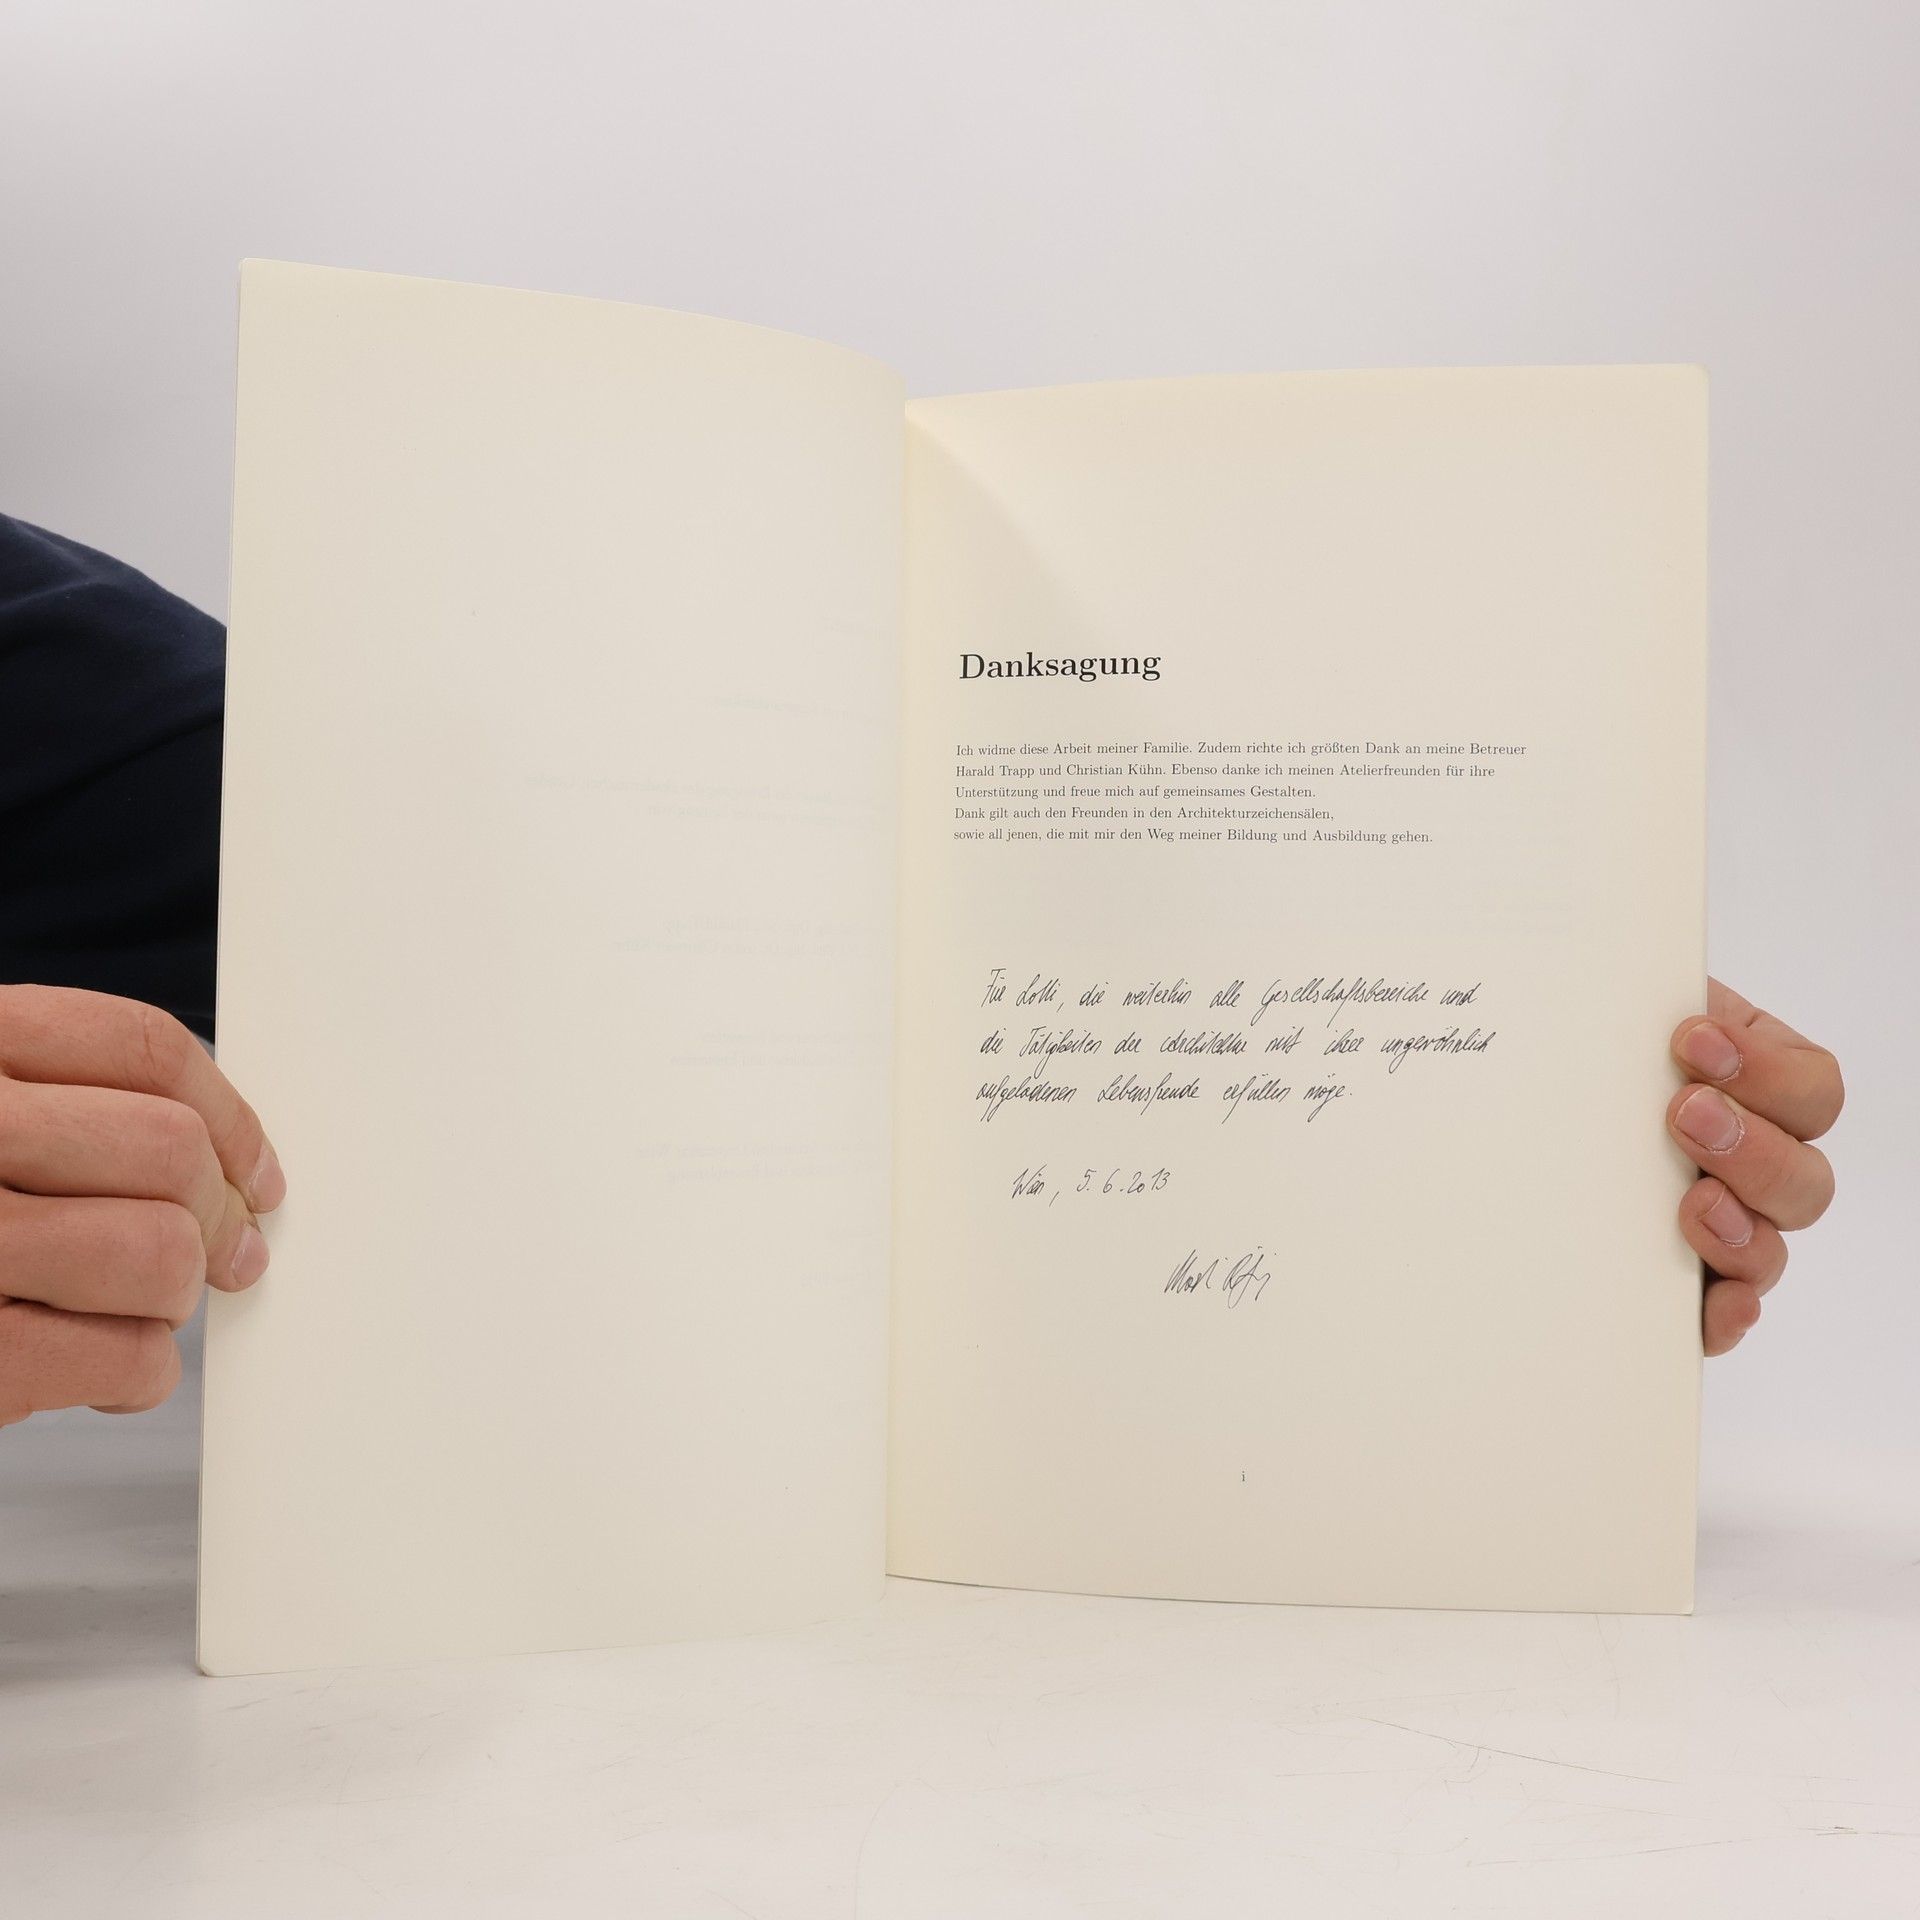 Danksagung
Ich widme diese Arbeit meiner Familie. Zudem richte ich größten Dank an meine Betreuer
Harald Trapp und Christian Kühn. Ebenso danke ich meinen Atelierfreunden für ihre
Unterstützung und freue mich auf gemeinsames Gestalten.
Dank gilt auch den Freunden in den Architekturzeichensälen,
sowie all jenen, die mit mir den Weg meiner Bildung und Ausbildung gehen.
Für Lotti, die weiterhin alle Gesellschaftsbereiche und
die Tätigkeiten der Architektur mit ihrer ungewöhnlich
aufgeladenen Lebensfreude erfüllen möge.
Wien, 5.6.2013
i